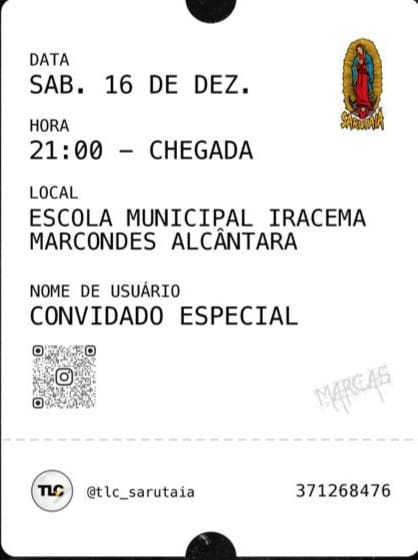 DATA
SAB. 16 DE DEZ.
SARUTAIÁ
HORA
21:00 – CHEGADA
LOCAL
ESCOLA MUNICIPAL IRACEMA
MARCONDES ALCÂNTARA
NOME DE USUÁRIO
CONVIDADO ESPECIAL
MARCAS
TLC
@tlc_sarutaia
371268476